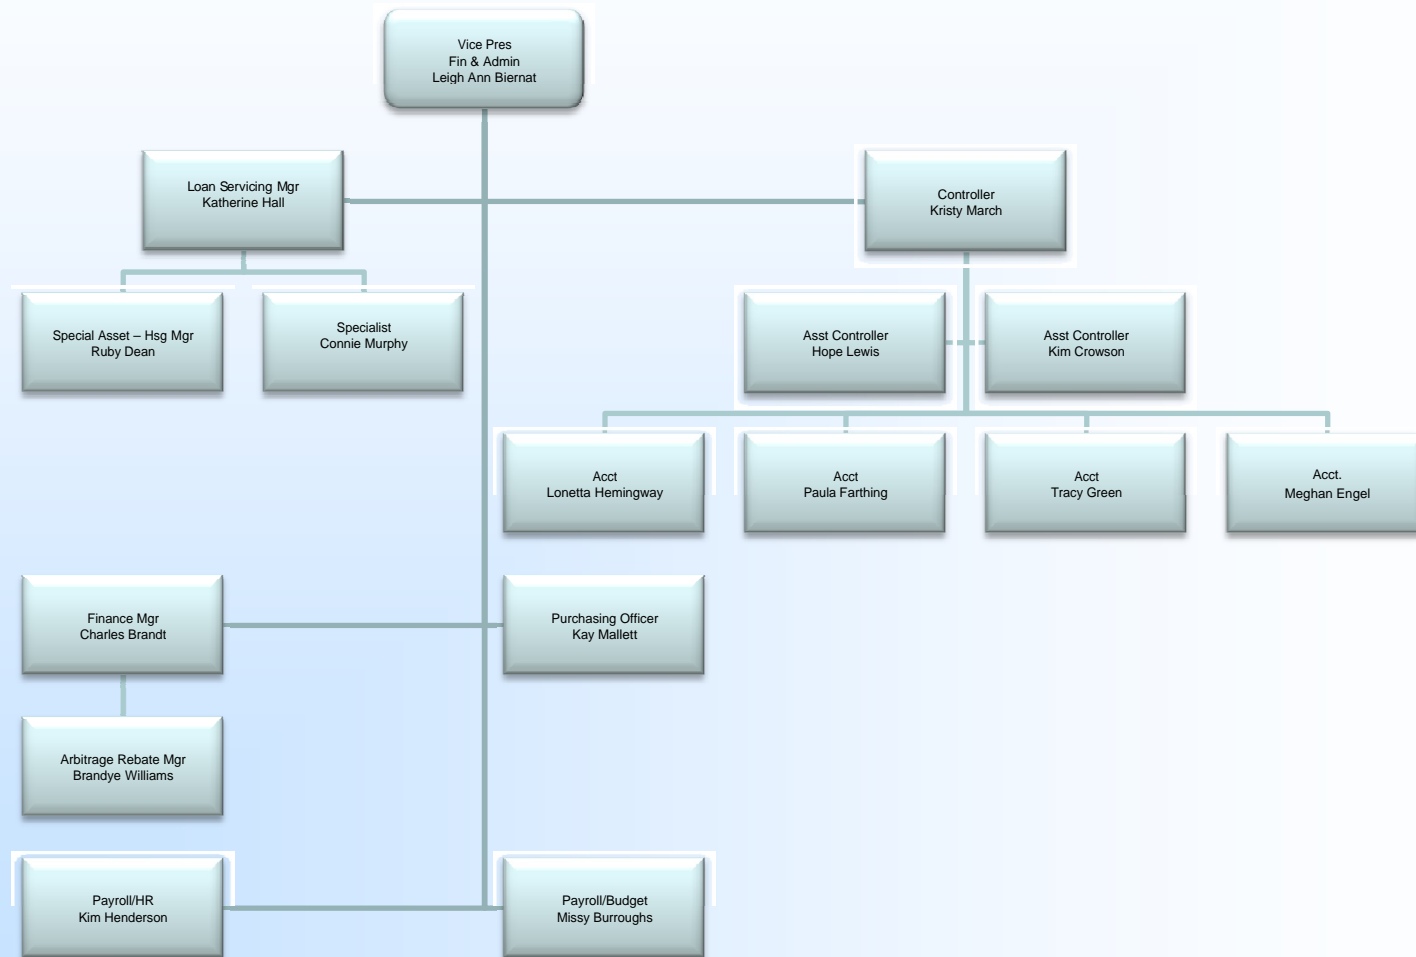 Vice Pres
Fin & Admin
Leigh Ann Biernat
Loan Servicing Mgr
Katherine Hall
Controller
Kristy March
Special Asset – Hsg Mgr
Ruby Dean
Specialist
Connie Murphy
Asst Controller
Hope Lewis
Asst Controller
Kim Crowson
Acct
Lonetta Hemingway
Acct
Paula Farthing
Acct
Tracy Green
Acct.
Meghan Engel
Finance Mgr
Charles Brandt
Purchasing Officer
Kay Mallett
Arbitrage Rebate Mgr
Brandye Williams
Payroll/HR
Kim Henderson
Payroll/Budget
Missy Burroughs